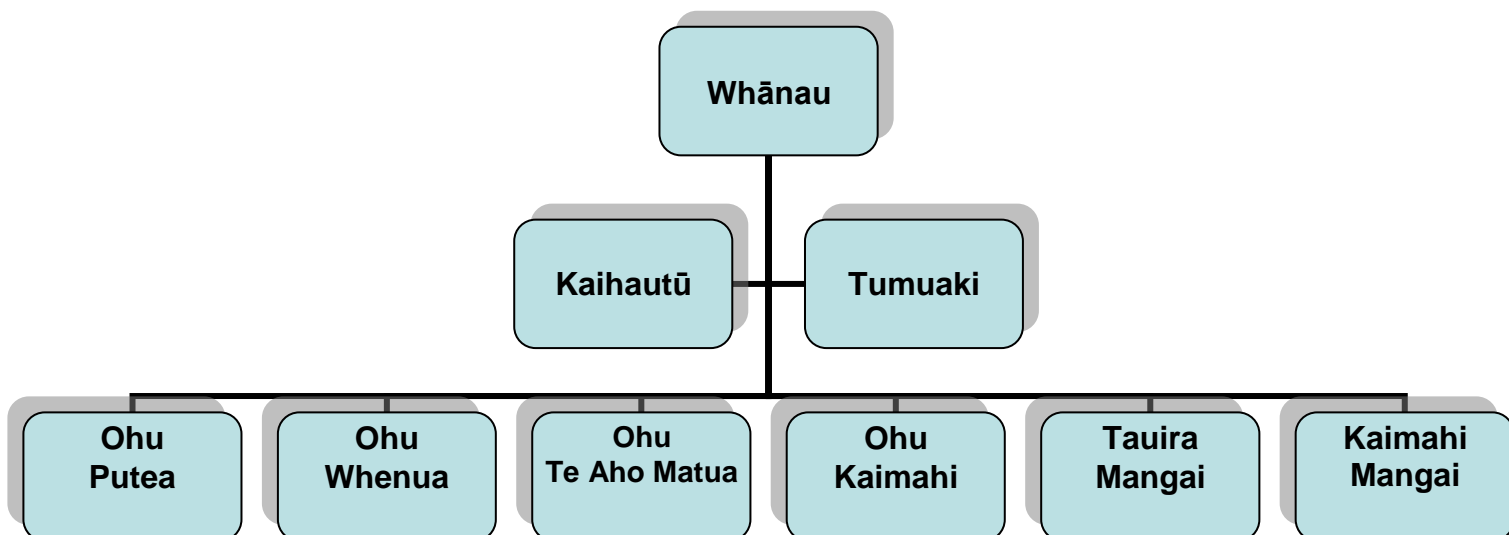 Whānau
Kaihautū
Tumuaki
Ohu
Putea
Ohu
Whenua
Ohu
Te Aho Matua
Ohu
Kaimahi
Tauira
Mangai
Kaimahi
Mangai